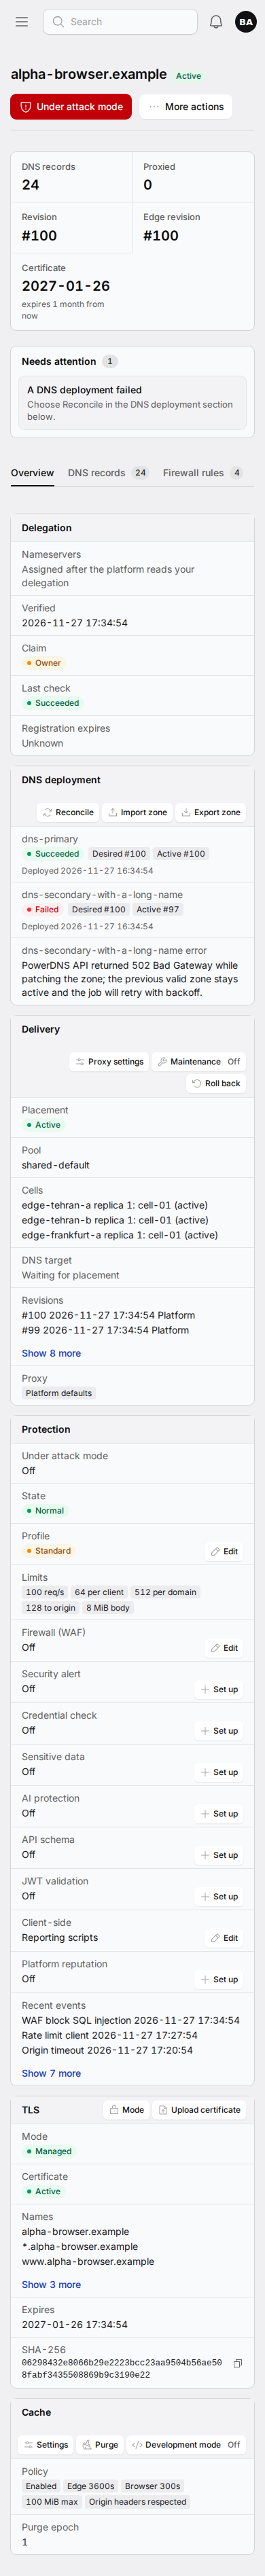 Search
BA
alpha-browser.example Active
Under attack mode
More actions
DNS records
24
Proxied
0
Revision
#100
Edge revision
#100
Certificate
2027-01-26
expires 1 month from
now
Needs attention 1
A DNS deployment failed
Choose Reconcile in the DNS deployment section
below.
Overview DNS records 24 Firewall rules 4
Delegation
Nameservers
Assigned after the platform reads your
delegation
Verified
2026-11-27 17:34:54
Claim
Owner
Last check
Succeeded
Registration expires
Unknown
DNS deployment
Reconcile Import zone Export zone
dns-primary
Succeeded Desired #100 Active #100
Deployed 2026-11-27 16:34:54
dns-secondary-with-a-long-name
Failed Desired #100 Active #97
Deployed 2026-11-27 16:34:54
dns-secondary-with-a-long-name error
PowerDNS API returned 502 Bad Gateway while
patching the zone; the previous valid zone stays
active and the job will retry with backoff.
Delivery
Proxy settings Maintenance Off
Roll back
Placement
Active
Pool
shared-default
Cells
edge-tehran-a replica 1: cell-01 (active)
edge-tehran-b replica 1: cell-01 (active)
edge-frankfurt-a replica 1: cell-01 (active)
DNS target
Waiting for placement
Revisions
#100 2026-11-27 17:34:54 Platform
#99 2026-11-27 17:34:54 Platform
Show 8 more
Proxy
Platform defaults
Protection
Under attack mode
Off
State
Normal
Profile
Standard Edit
Limits
100 req/s 64 per client 512 per domain
128 to origin 8 MiB body
Firewall (WAF)
Off Edit
Security alert
Off Set up
Credential check
Off Set up
Sensitive data
Off Set up
AI protection
Off Set up
API schema
Off Set up
JWT validation
Off Set up
Client-side
Reporting scripts Edit
Platform reputation
Off Set up
Recent events
WAF block SQL injection 2026-11-27 17:34:54
Rate limit client 2026-11-27 17:27:54
Origin timeout 2026-11-27 17:20:54
Show 7 more
TLS Mode Upload certificate
Mode
Managed
Certificate
Active
Names
alpha-browser.example
*.alpha-browser.example
www.alpha-browser.example
Show 3 more
Expires
2027-01-26 17:34:54
SHA-256
06298432e8066b29e2223bcc23aa9504b56ae50
8fabf3435508869b9c3190e22
Cache
Settings Purge Development mode Off
Policy
Enabled Edge 3600s Browser 300s
100 MiB max Origin headers respected
Purge epoch
1